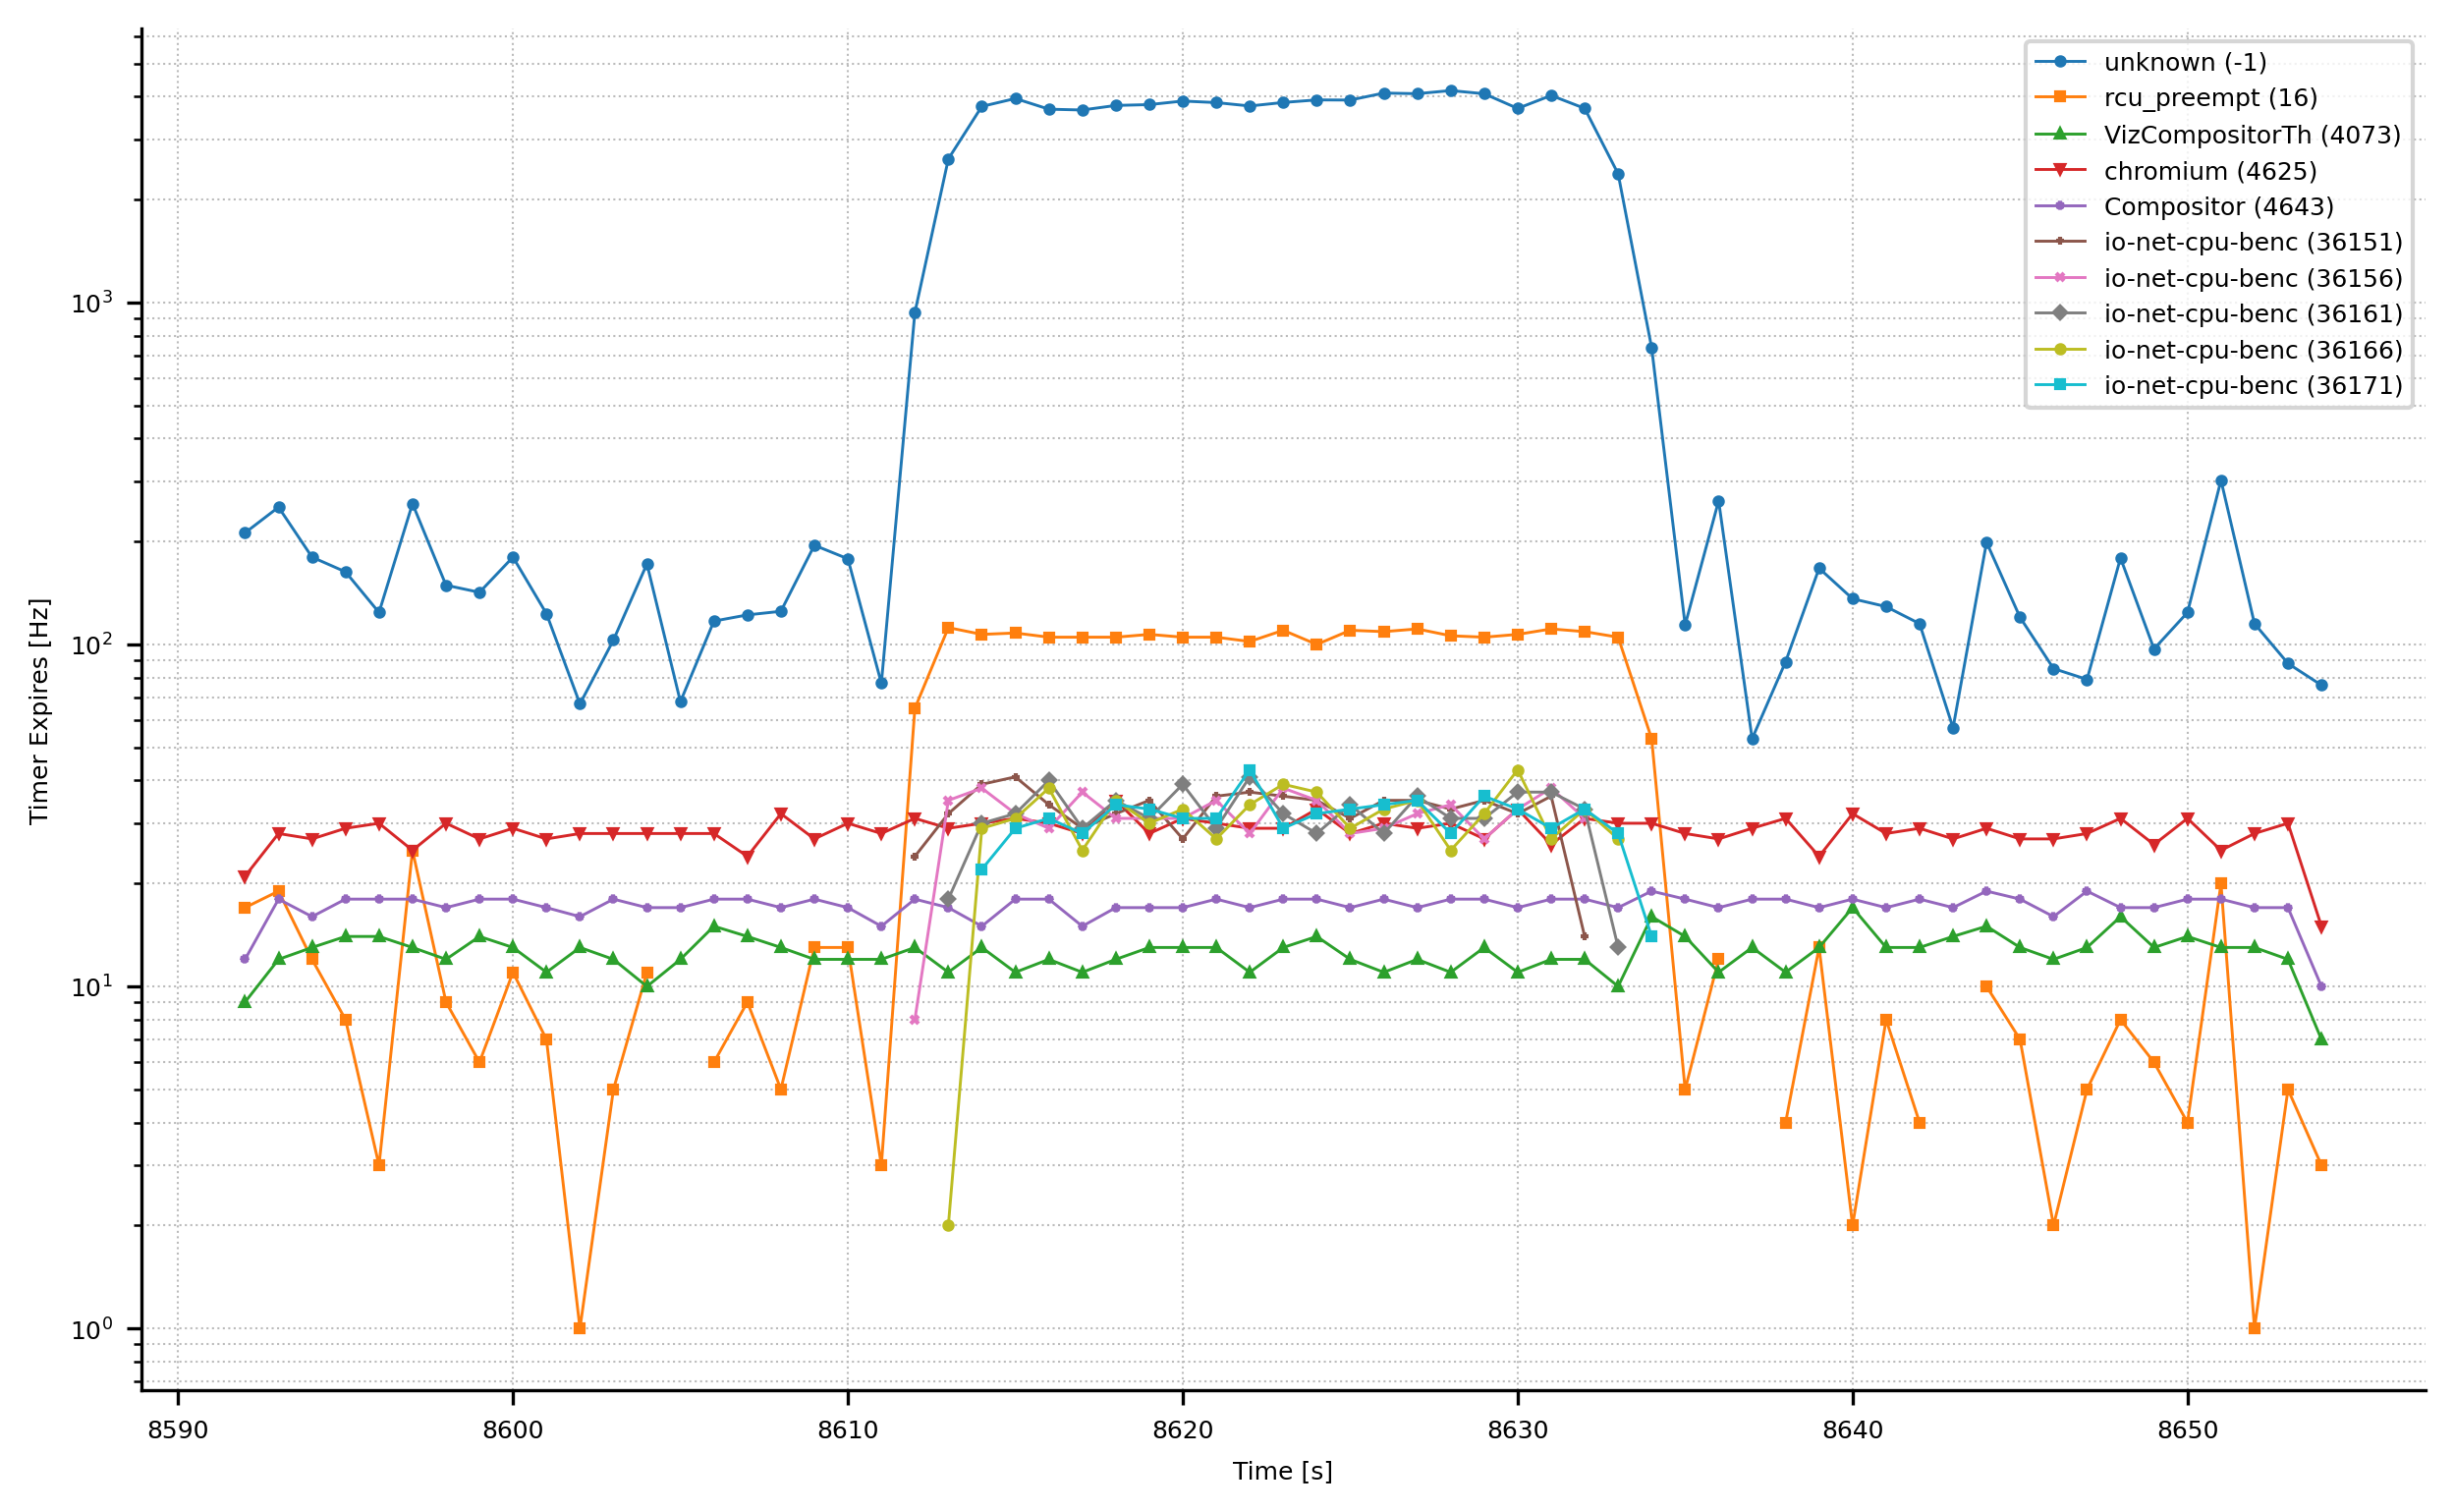 unknown (-1)
rcu_preempt (16)
VizCompositorTh (4073)
chromium (4625)
Compositor (4643)
io-net-cpu-benc (36151)
io-net-cpu-benc (36156)
io-net-cpu-benc (36161)
io-net-cpu-benc (36166)
io-net-cpu-benc (36171)
Timer Expires [Hz]
10³
10²
10¹
10⁰
8590 8600 8610 8620 8630 8640 8650
Time [s]